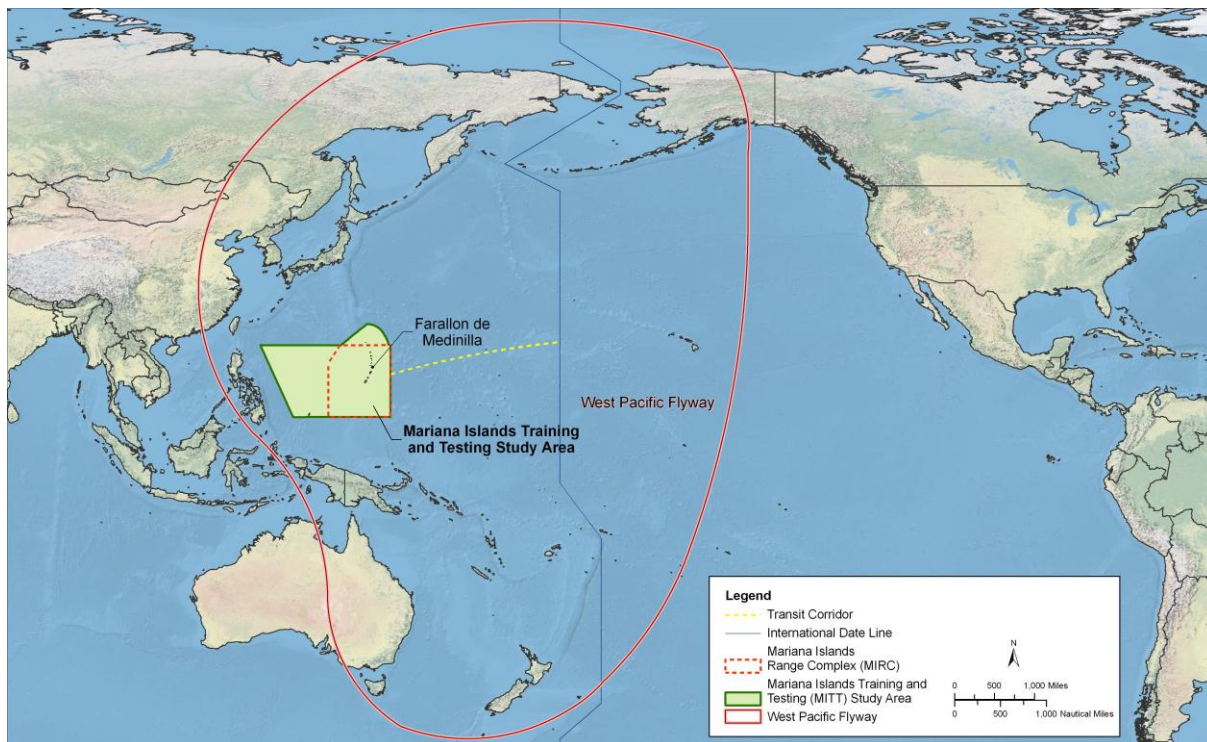 Farallon de
Medinilla
West Pacific Flyway
Mariana Islands Training
and Testing Study Area
Legend
Transit Corridor
International Date Line
Mariana Islands
Range Complex (MIRC)
Mariana Islands Training and
Testing (MITT) Study Area
West Pacific Flyway
N
0 500 1,000 Miles
0 500 1,000 Nautical Miles